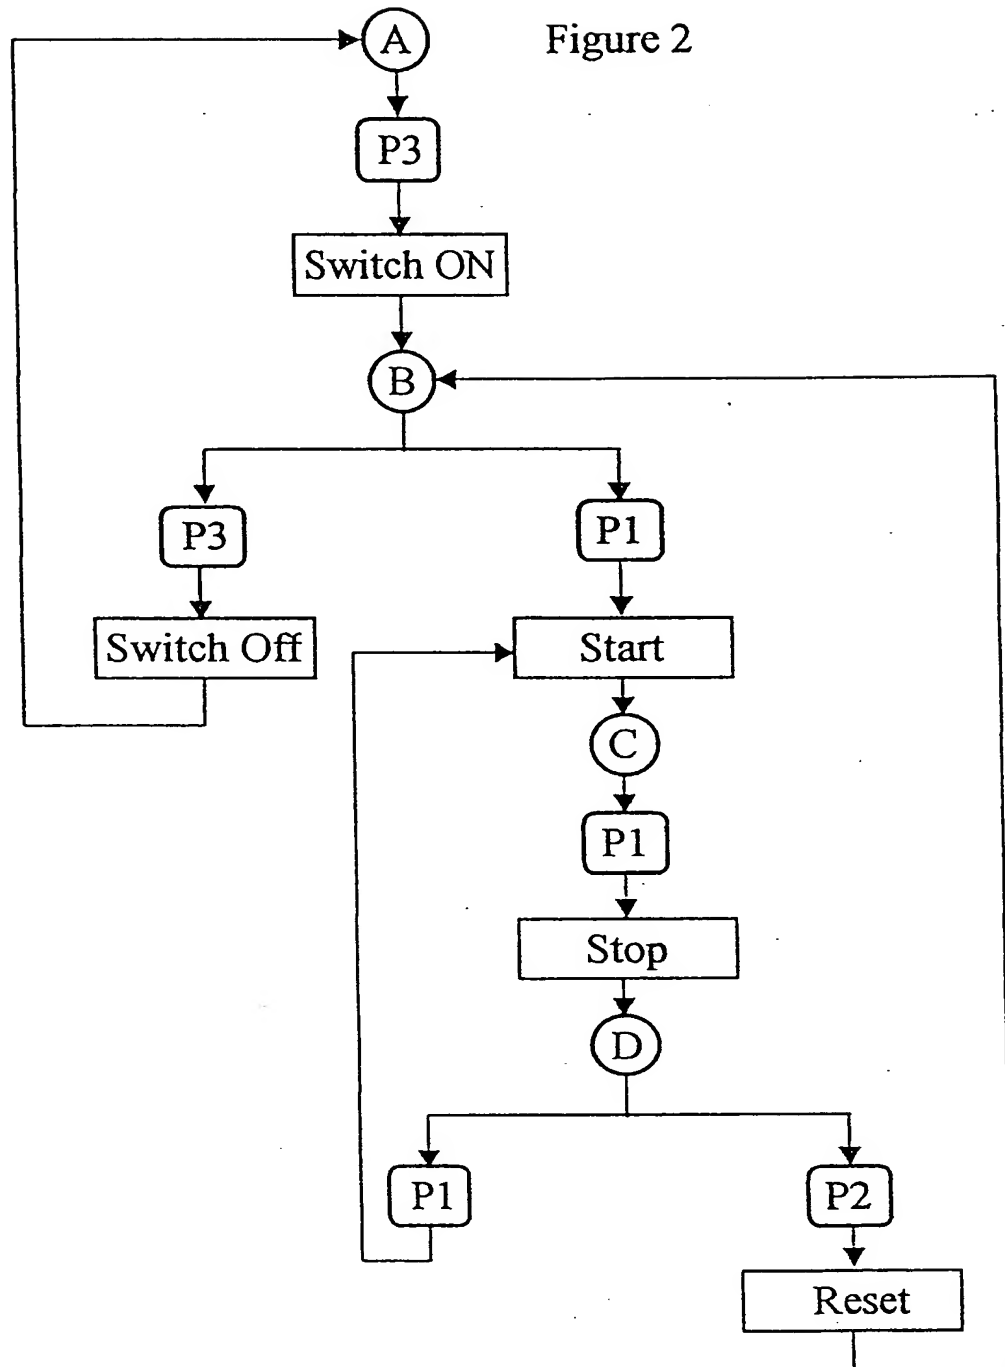 Figure 2
A
P3
Switch ON
B
P3
P1
Switch Off
Start
C
P1
Stop
D
P1
P2
Reset